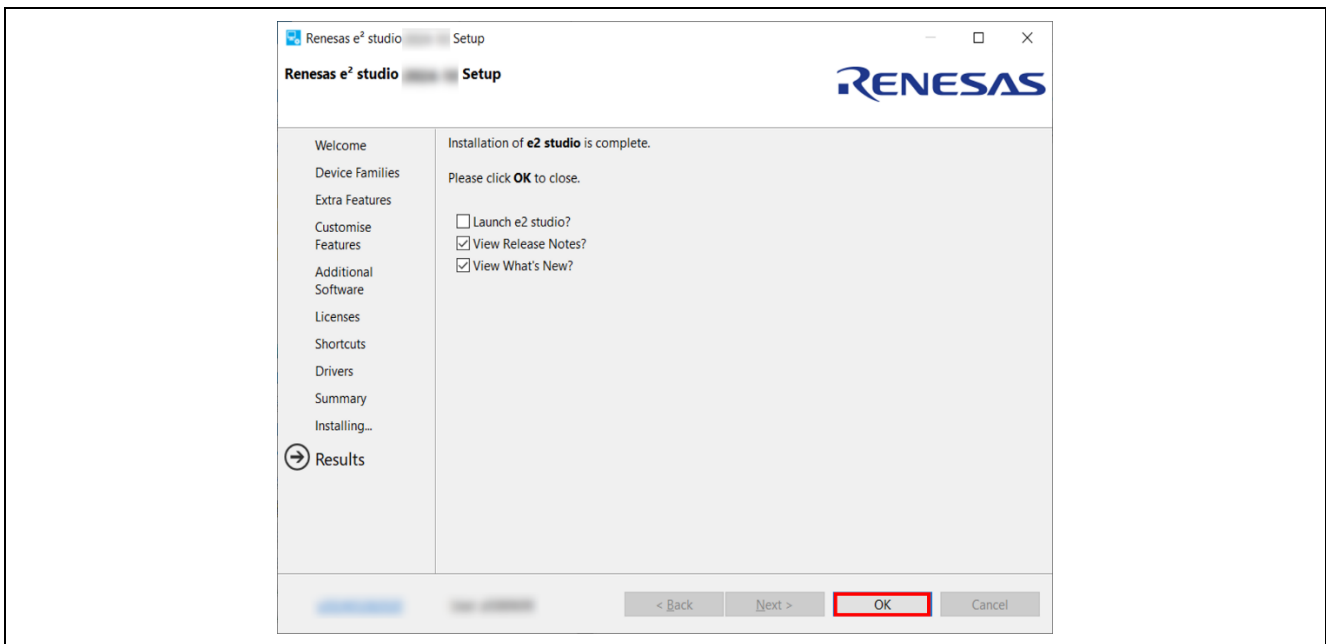 Renesas e² studio Setup
Renesas e² studio Setup
RENESAS
Welcome
Device Families
Extra Features
Customise
Features
Additional
Software
Licenses
Shortcuts
Drivers
Summary
Installing...
Results
Installation of e2 studio is complete.
Please click OK to close.
Launch e2 studio?
View Release Notes?
View What's New?
< Back Next > OK Cancel